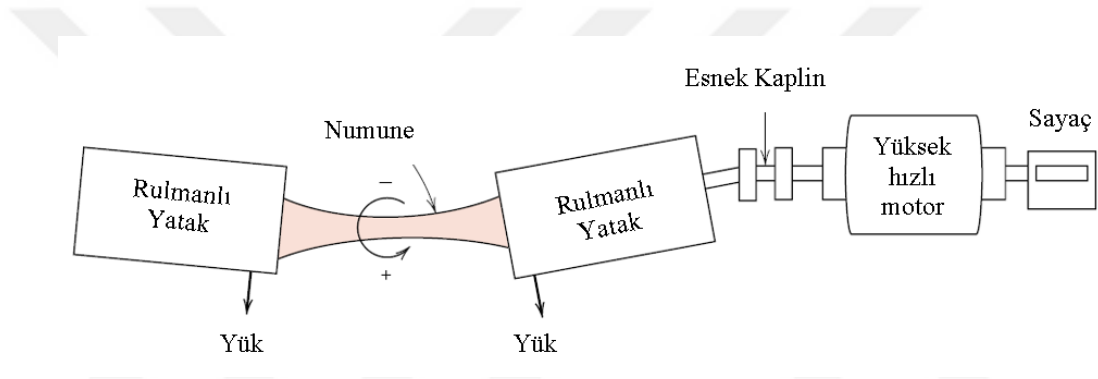 Esnek Kaplin
Numune
Sayaç
Yüksek
hızlı
motor
Rulmanlı
Yatak
–
+
Rulmanlı
Yatak
Yük
Yük